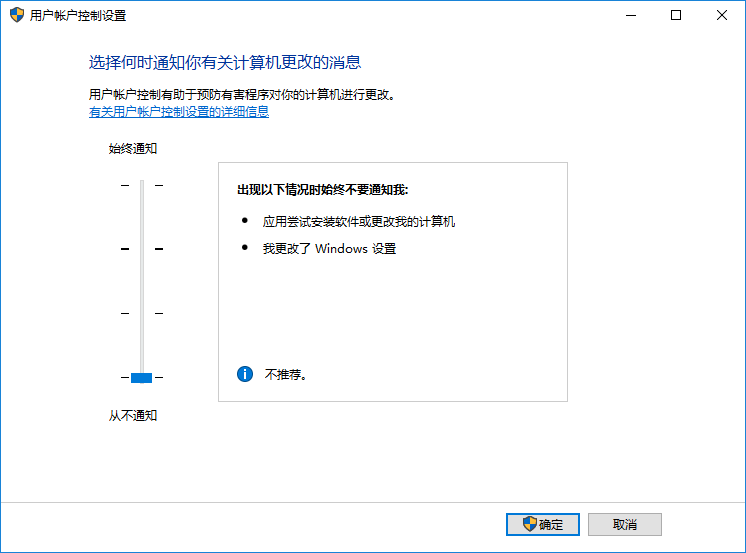 用户帐户控制设置
选择何时通知你有关计算机更改的消息
用户帐户控制有助于预防有害程序对你的计算机进行更改。
有关用户帐户控制设置的详细信息
始终通知
出现以下情况时始终不要通知我:
• 应用尝试安装软件或更改我的计算机
• 我更改了 Windows 设置
不推荐。
从不通知
确定
取消